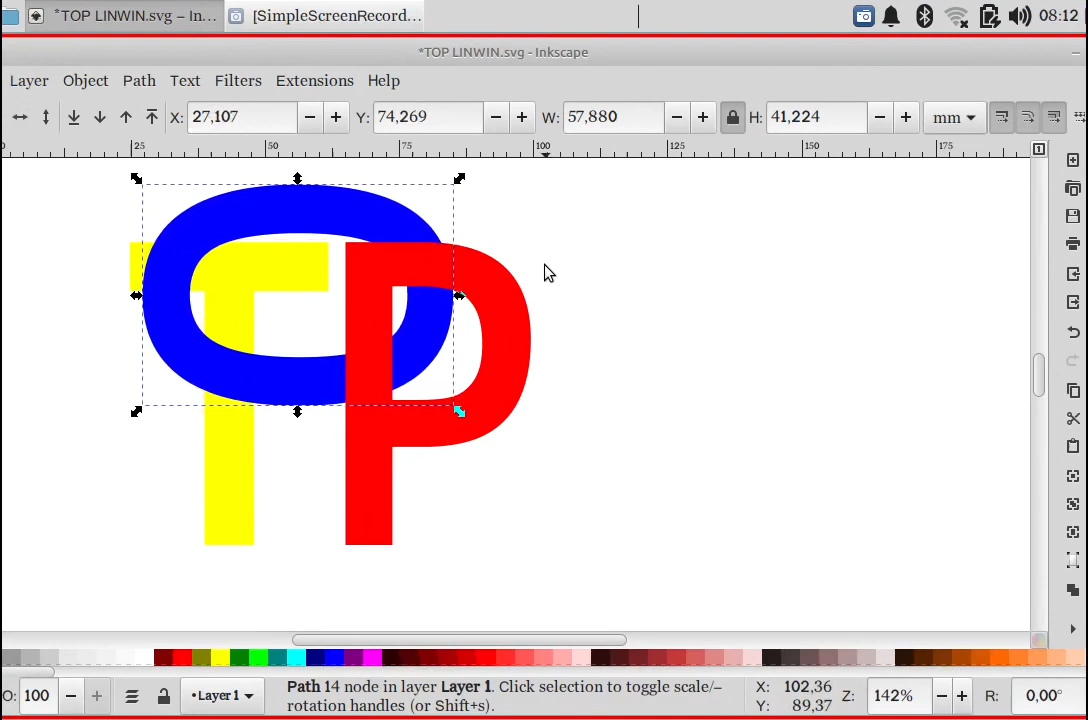 *TOP LINWIN.svg – In...
[SimpleScreenRecord...
08:12
*TOP LINWIN.svg - Inkscape
Layer Object Path Text Filters Extensions Help
X: 27,107 Y: 74,269 W: 57,880 H: 41,224 mm
25 50 75 100 125 150 175
1
T O P
O: 100 •Layer 1 Path 14 node in layer Layer 1. Click selection to toggle scale/–
rotation handles (or Shift+s).
X: 102,36
Y: 89,37
Z: 142% R: 0,00°